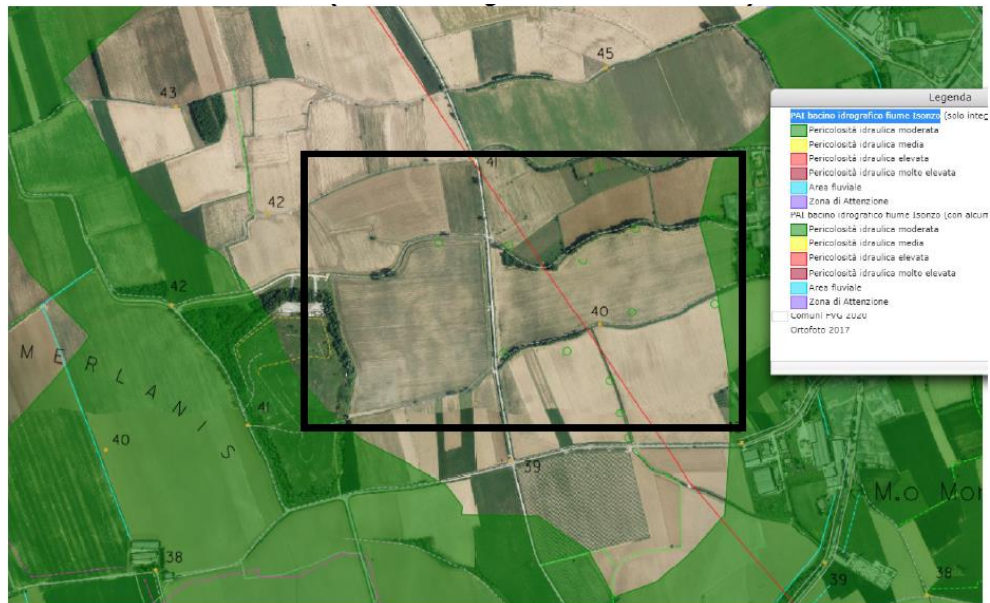 45
43
Legenda
PAI bacino idrografico fiume Isonzo (solo integ
Pericolosità idraulica moderata
Pericolosità idraulica media
Pericolosità idraulica elevata
Pericolosità idraulica molto elevata
Area fluviale
Zona di Attenzione
PAI bacino idrografico fiume Isonzo (con alcun
Pericolosità idraulica moderata
Pericolosità idraulica media
Pericolosità idraulica elevata
Pericolosità idraulica molto elevata
Area fluviale
Zona di Attenzione
Comuni FVG 2020
Ortofoto 2017
41
42
42
40
MERLANIS
41
40
39
M.o Mor
38
39
38